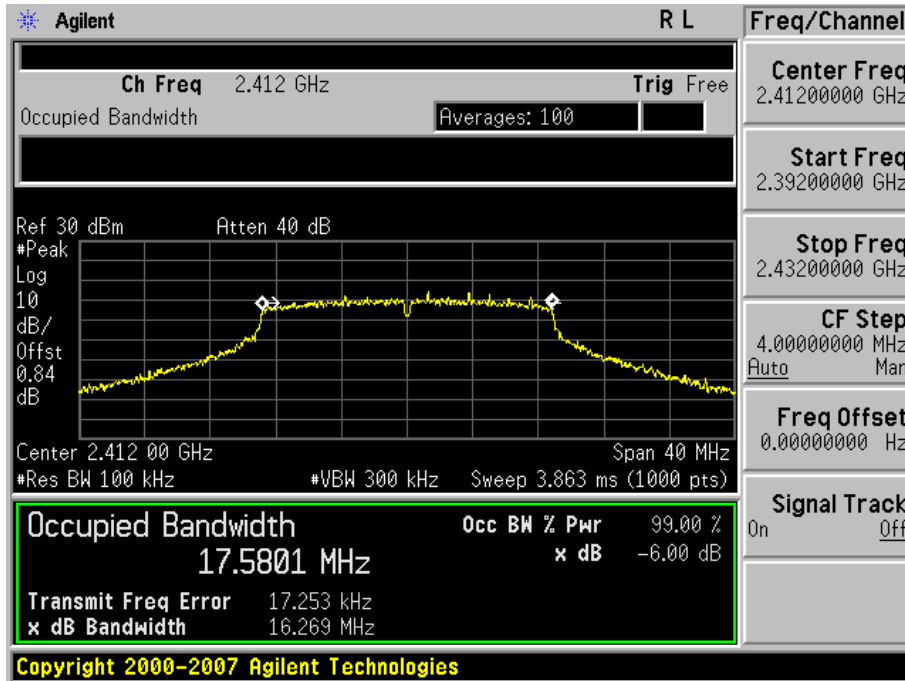 Agilent R L Freq/Channel
Ch Freq 2.412 GHz Trig Free
Occupied Bandwidth Averages: 100
Center Freq
2.41200000 GHz
Start Freq
2.39200000 GHz
Stop Freq
2.43200000 GHz
CF Step
4.00000000 MHz
Auto Man
Freq Offset
0.00000000 Hz
Signal Track
On Off
Ref 30 dBm Atten 40 dB
#Peak
Log
10
dB/
Offst
0.84
dB
Center 2.412 00 GHz Span 40 MHz
#Res BW 100 kHz #VBW 300 kHz Sweep 3.863 ms (1000 pts)
Occupied Bandwidth
17.5801 MHz
Occ BW % Pwr 99.00 %
x dB -6.00 dB
Transmit Freq Error 17.253 kHz
x dB Bandwidth 16.269 MHz
Copyright 2000-2007 Agilent Technologies